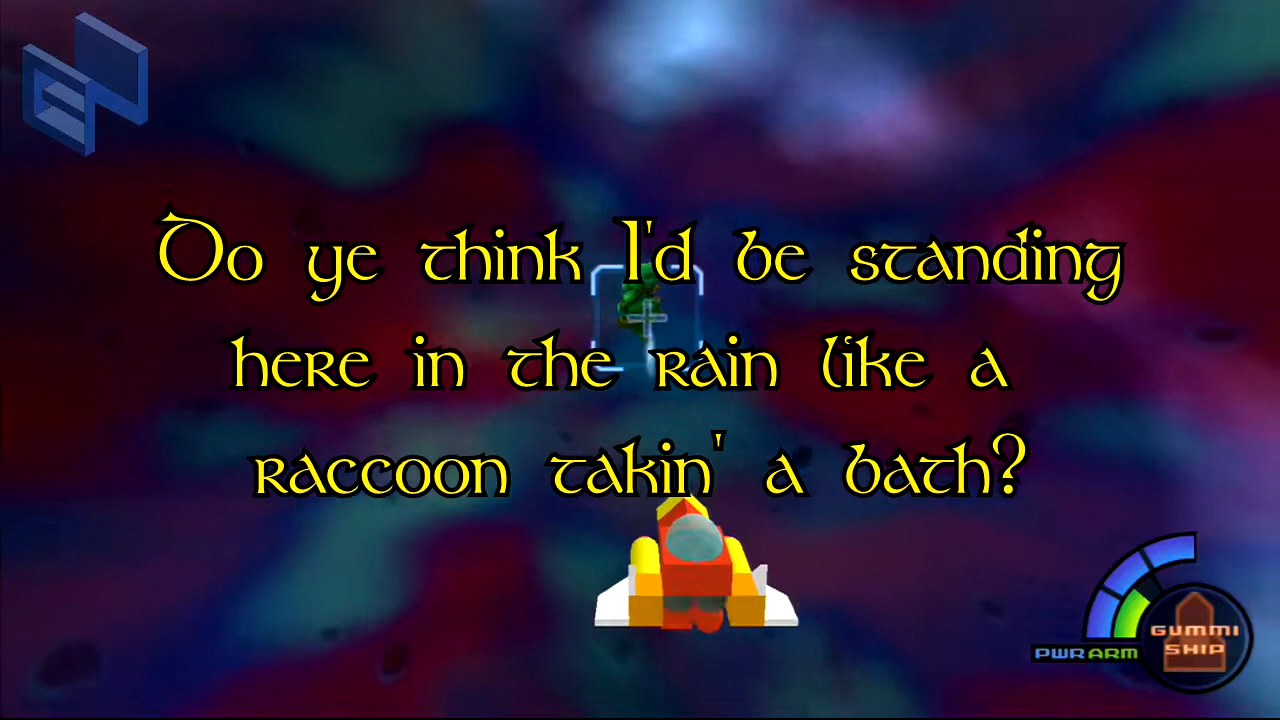 Do ye think I'd be standing
here in the rain like a
raccoon takin' a bath?
PWR ARM
GUMMI
SHIP